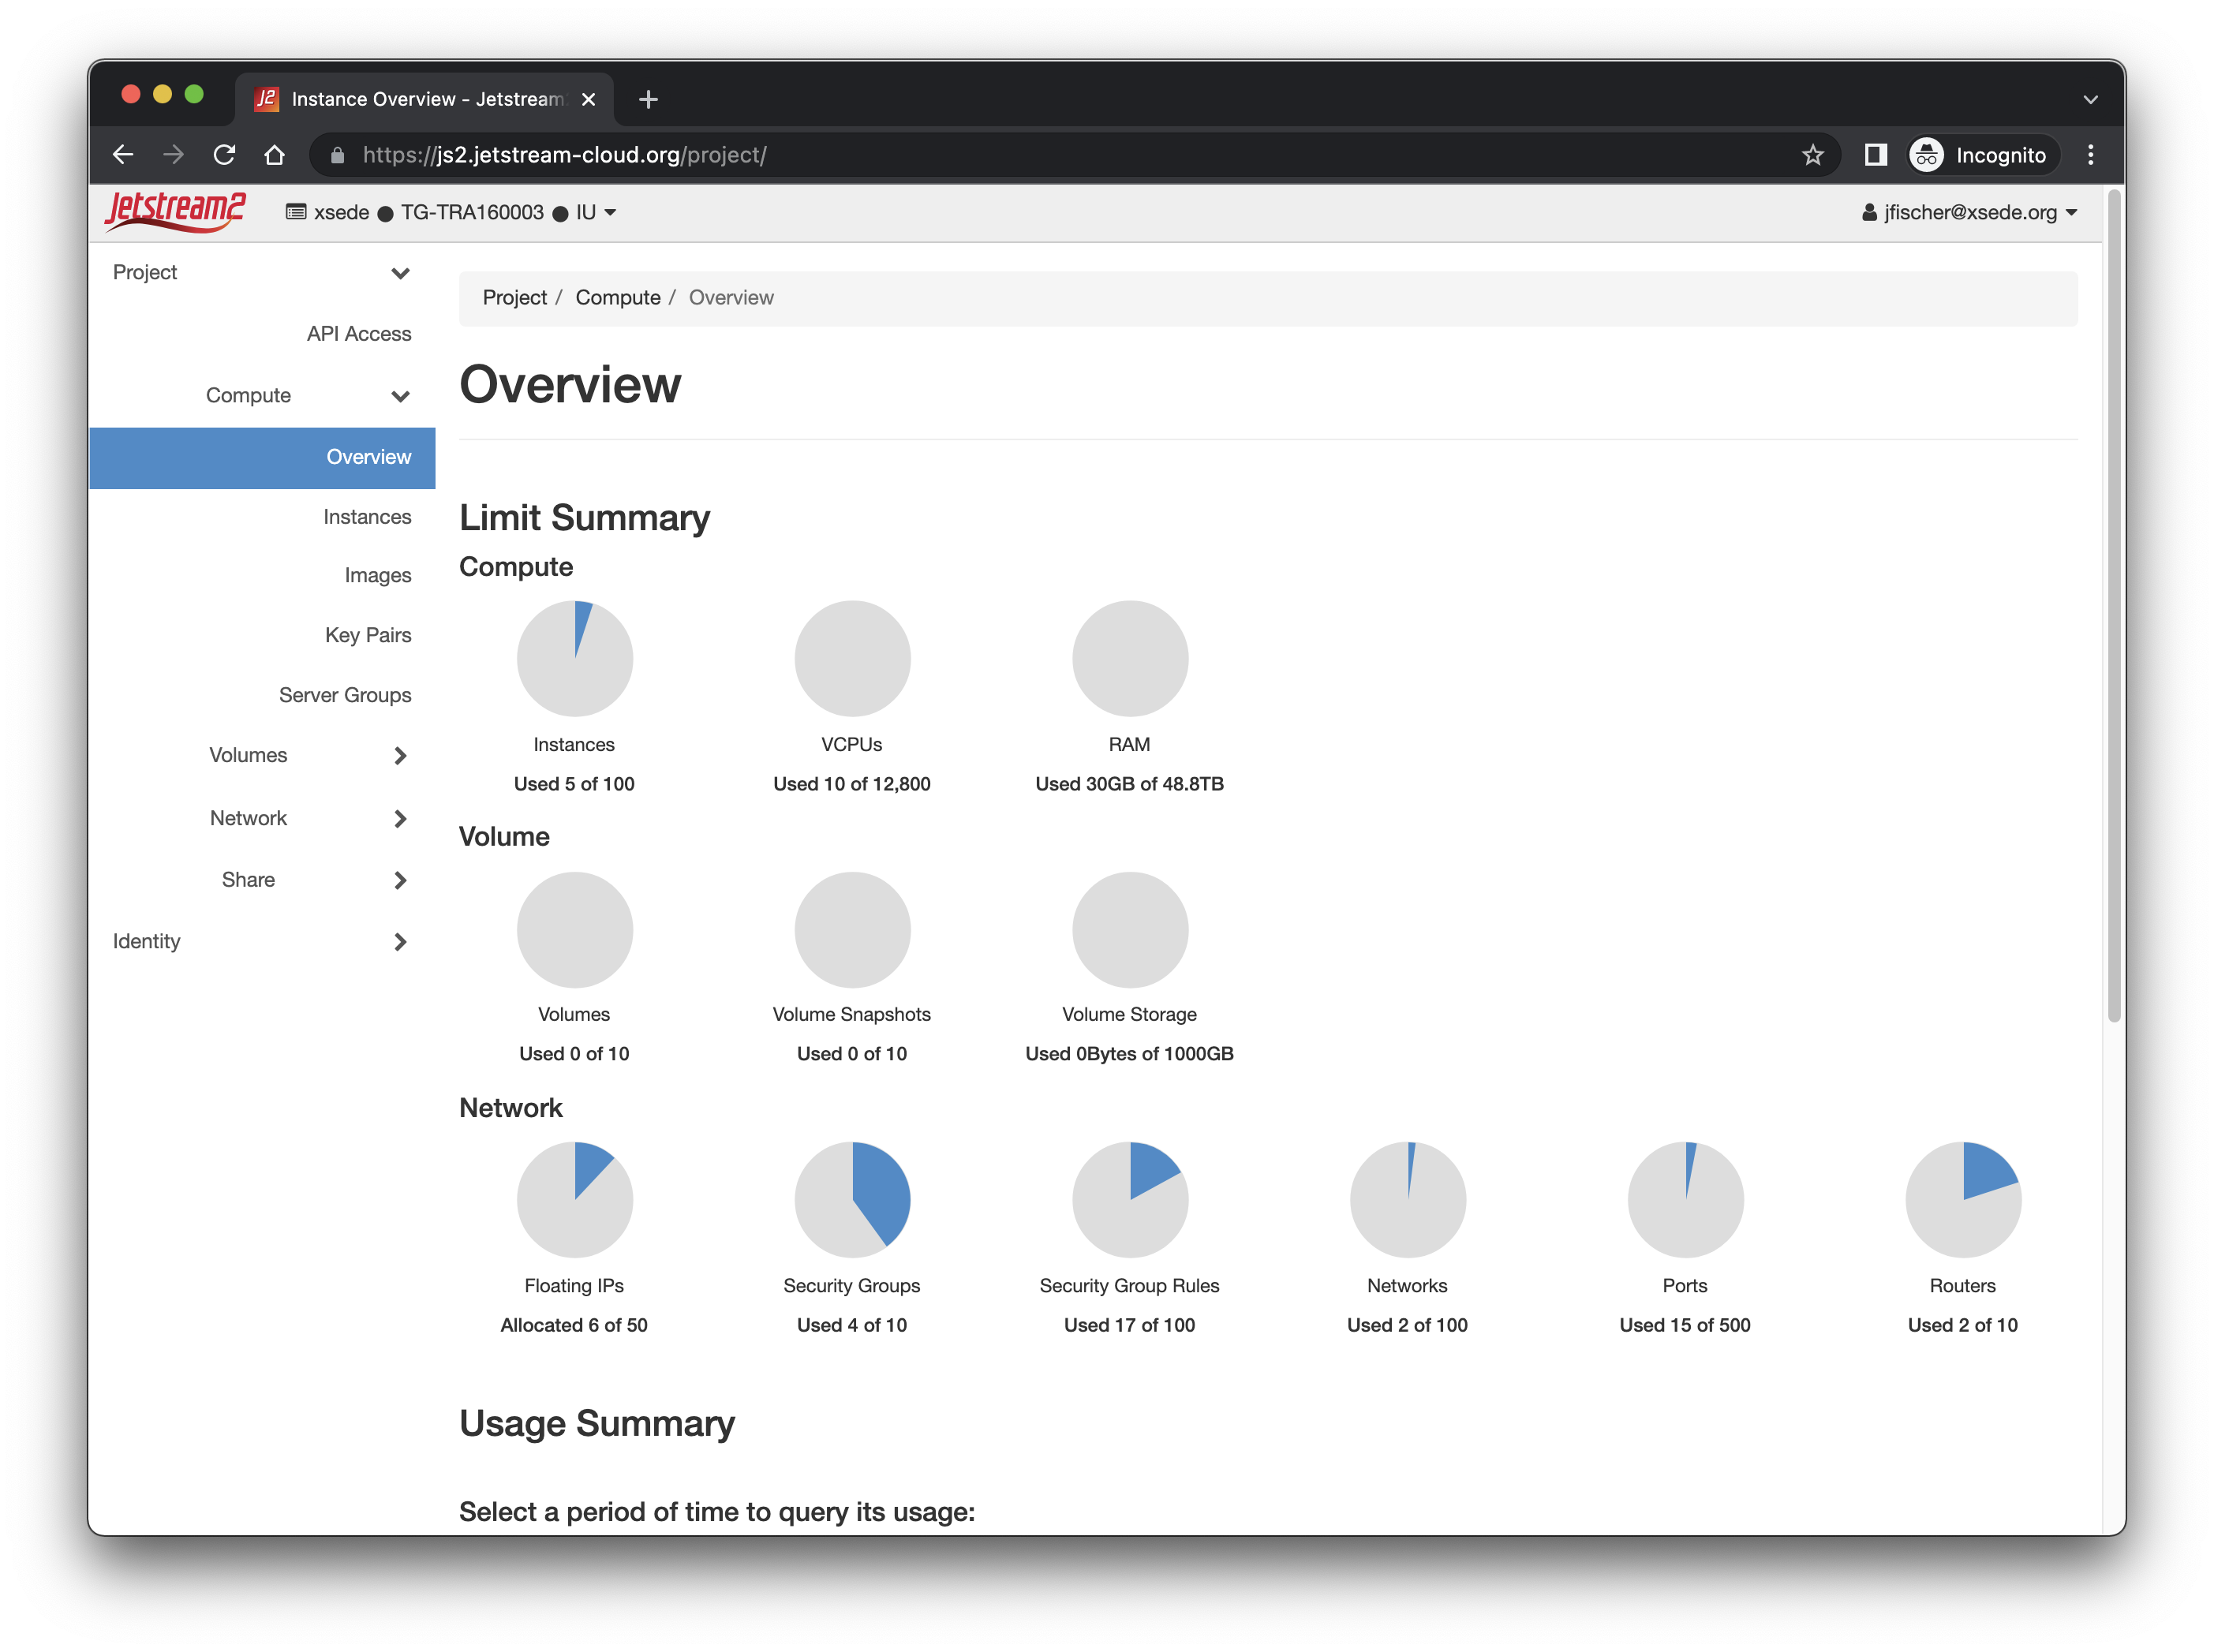 J2 Instance Overview - Jetstream
https://js2.jetstream-cloud.org/project/
Incognito
Jetstream2
xsede ● TG-TRA160003 ● IU
jfischer@xsede.org
Project
API Access
Compute
Overview
Instances
Images
Key Pairs
Server Groups
Volumes
Network
Share
Identity
Project / Compute / Overview
Overview
Limit Summary
Compute
Instances
Used 5 of 100
VCPUs
Used 10 of 12,800
RAM
Used 30GB of 48.8TB
Volume
Volumes
Used 0 of 10
Volume Snapshots
Used 0 of 10
Volume Storage
Used 0Bytes of 1000GB
Network
Floating IPs
Allocated 6 of 50
Security Groups
Used 4 of 10
Security Group Rules
Used 17 of 100
Networks
Used 2 of 100
Ports
Used 15 of 500
Routers
Used 2 of 10
Usage Summary
Select a period of time to query its usage: